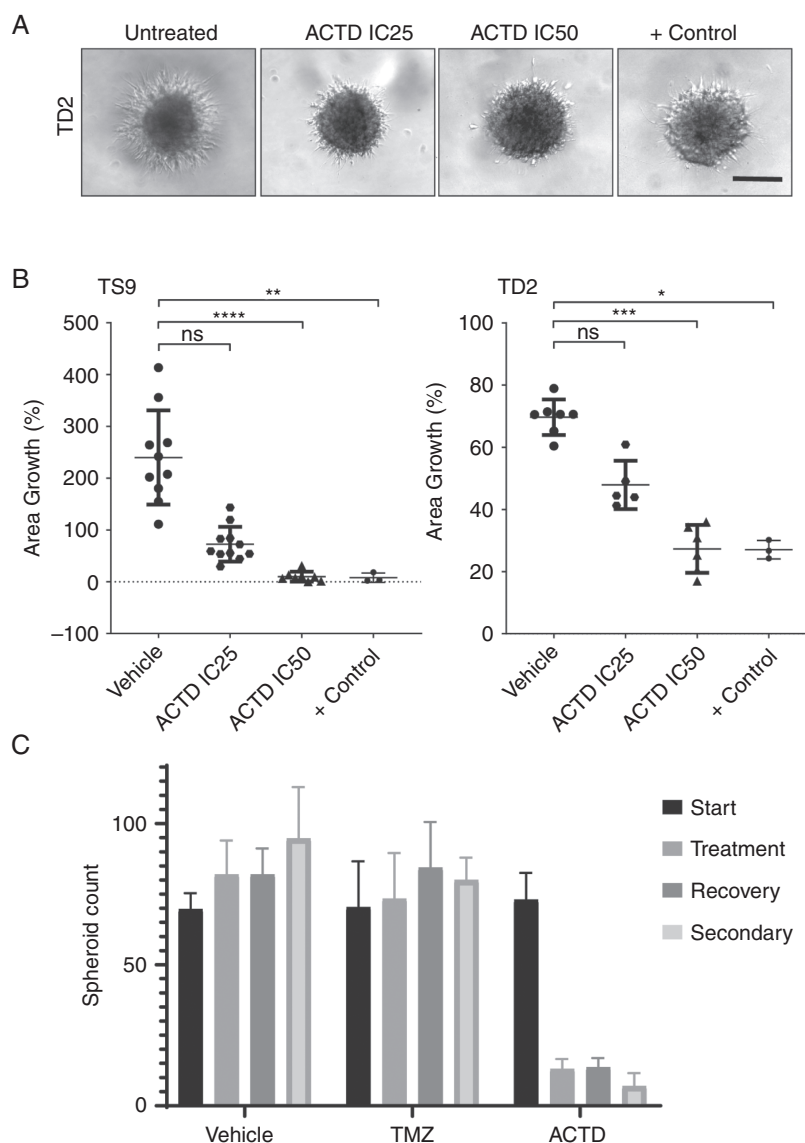 A
Untreated
ACTD IC25
ACTD IC50
+ Control
TD2
B
TS9
**
****
ns
500
400
300
200
100
0
–100
Area Growth (%)
Vehicle
ACTD IC25
ACTD IC50
+ Control
TD2
*
***
ns
100
80
60
40
20
0
Area Growth (%)
Vehicle
ACTD IC25
ACTD IC50
+ Control
C
100
50
0
Spheroid count
Vehicle
TMZ
ACTD
Start
Treatment
Recovery
Secondary